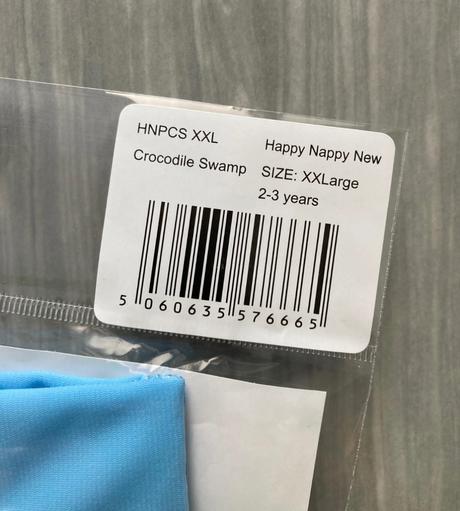 HNPCS XXL
Happy Nappy New
Crocodile Swamp
SIZE: XXLarge
2-3 years
5 060635 576665